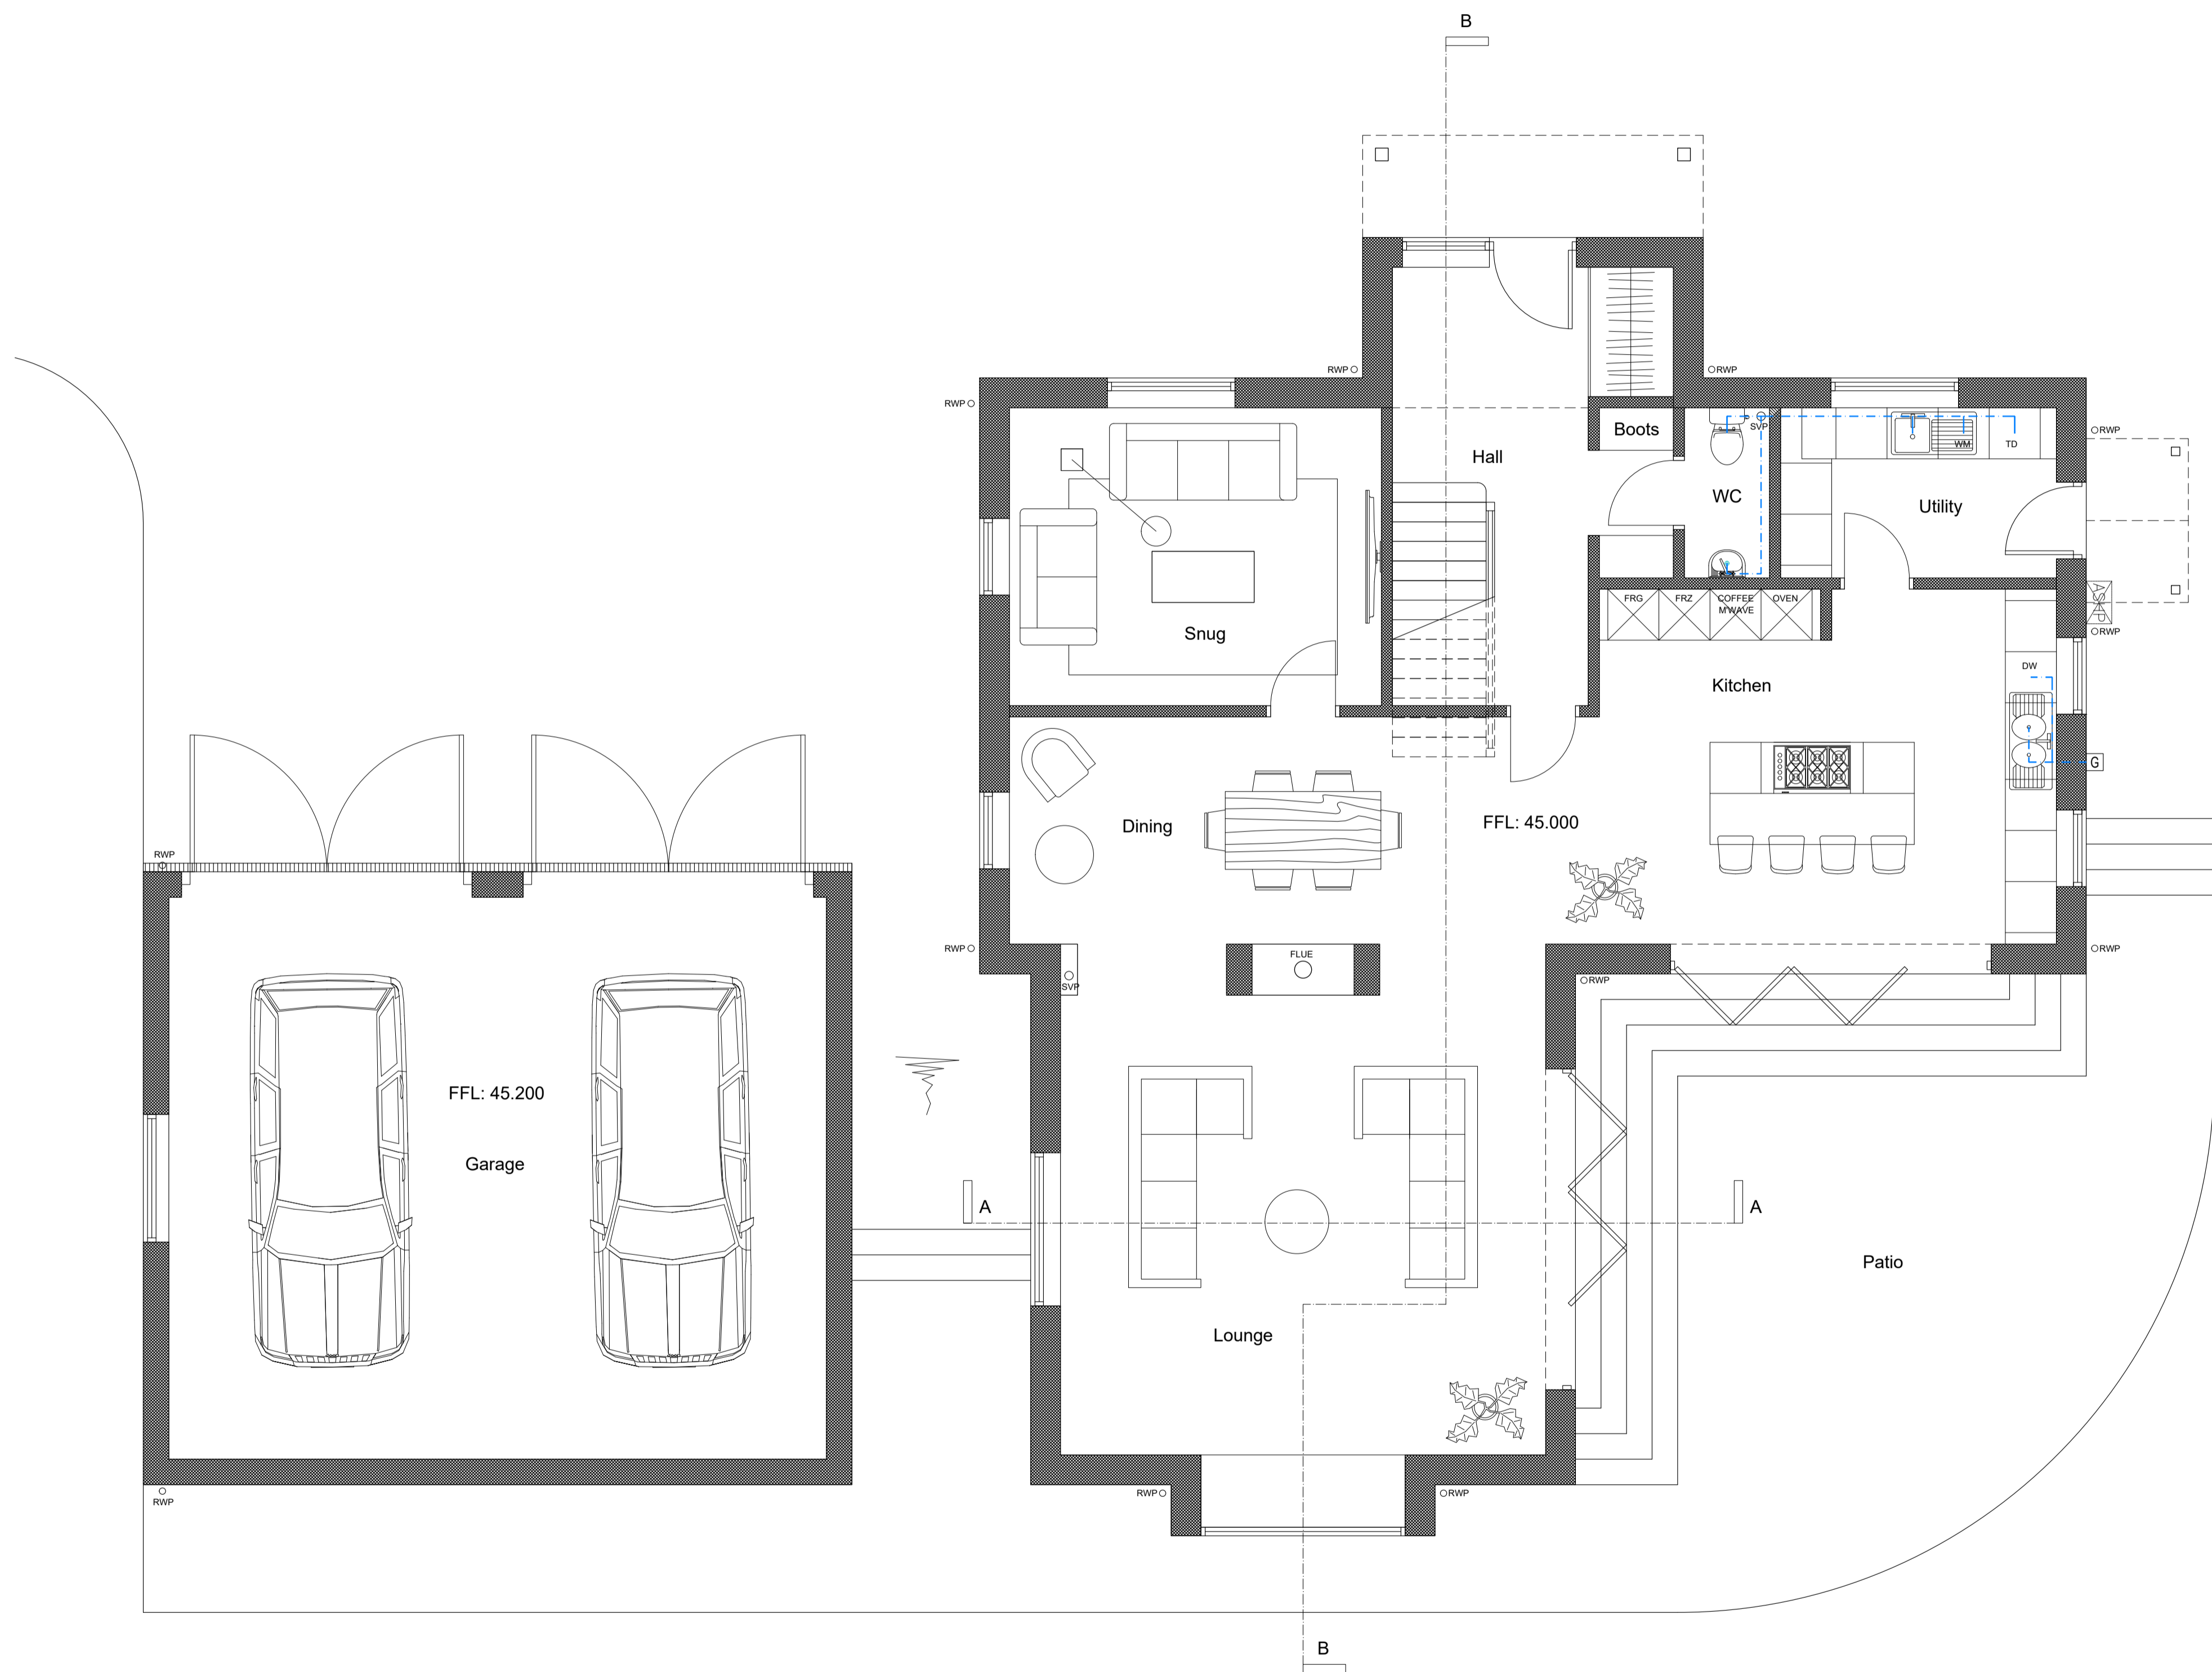 B
RWP
RWP
RWP
Boots
SVP
RWP
WM
TD
Hall
WC
Utility
ASHP
FRG
FRZ
COFFEE
M'WAVE
OVEN
RWP
Snug
DW
Kitchen
G
Dining
FFL: 45.000
RWP
RWP
FLUE
RWP
SVP
RWP
FFL: 45.200
Garage
A
A
Patio
Lounge
RWP
RWP
RWP
B